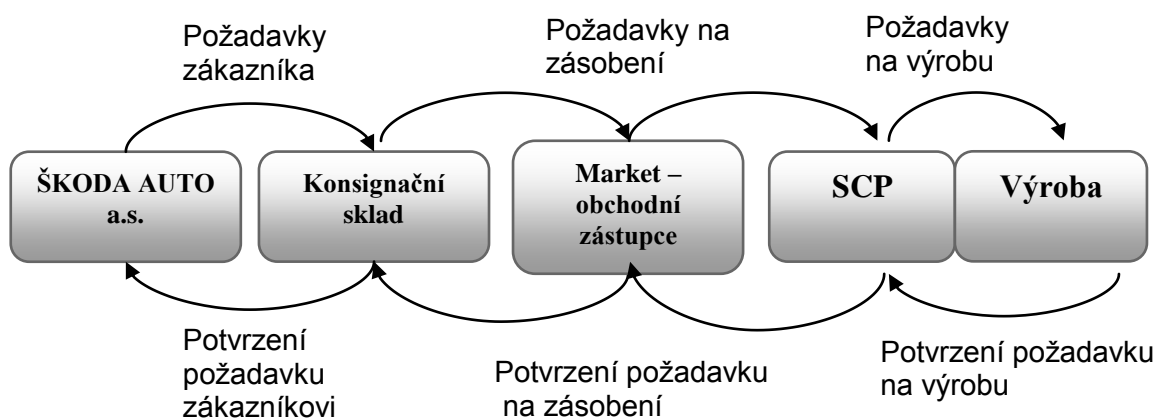 Požadavky
zákazníka
Požadavky na
zásobení
Požadavky
na výrobu
ŠKODA AUTO
a.s.
Konsignační
sklad
Market –
obchodní
zástupce
SCP
Výroba
Potvrzení
požadavku
zákazníkovi
Potvrzení požadavku
na zásobení
Potvrzení požadavku
na výrobu